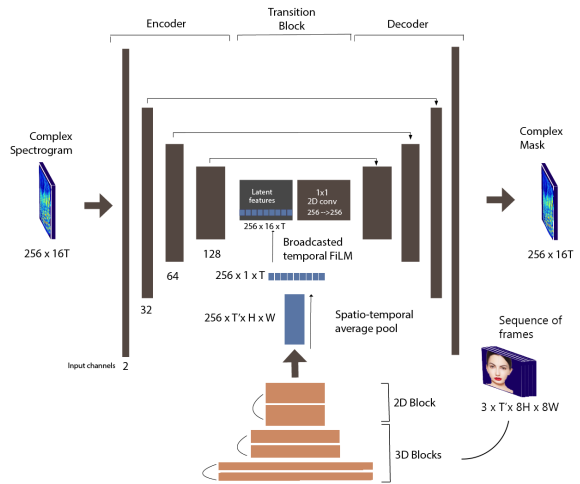 Transition
Block
Encoder
Decoder
Complex
Spectrogram
256 x 16T
Complex
Mask
256 x 16T
Latent
features
256 x 16 x T
1x1
2D conv
256 -->256
Broadcasted
temporal FiLM
128
64
32
256 x 1 x T
256 x T'x H x W
Spatio-temporal
average pool
Input channels 2
Sequence of
frames
3 x T'x 8H x 8W
2D Block
3D Blocks